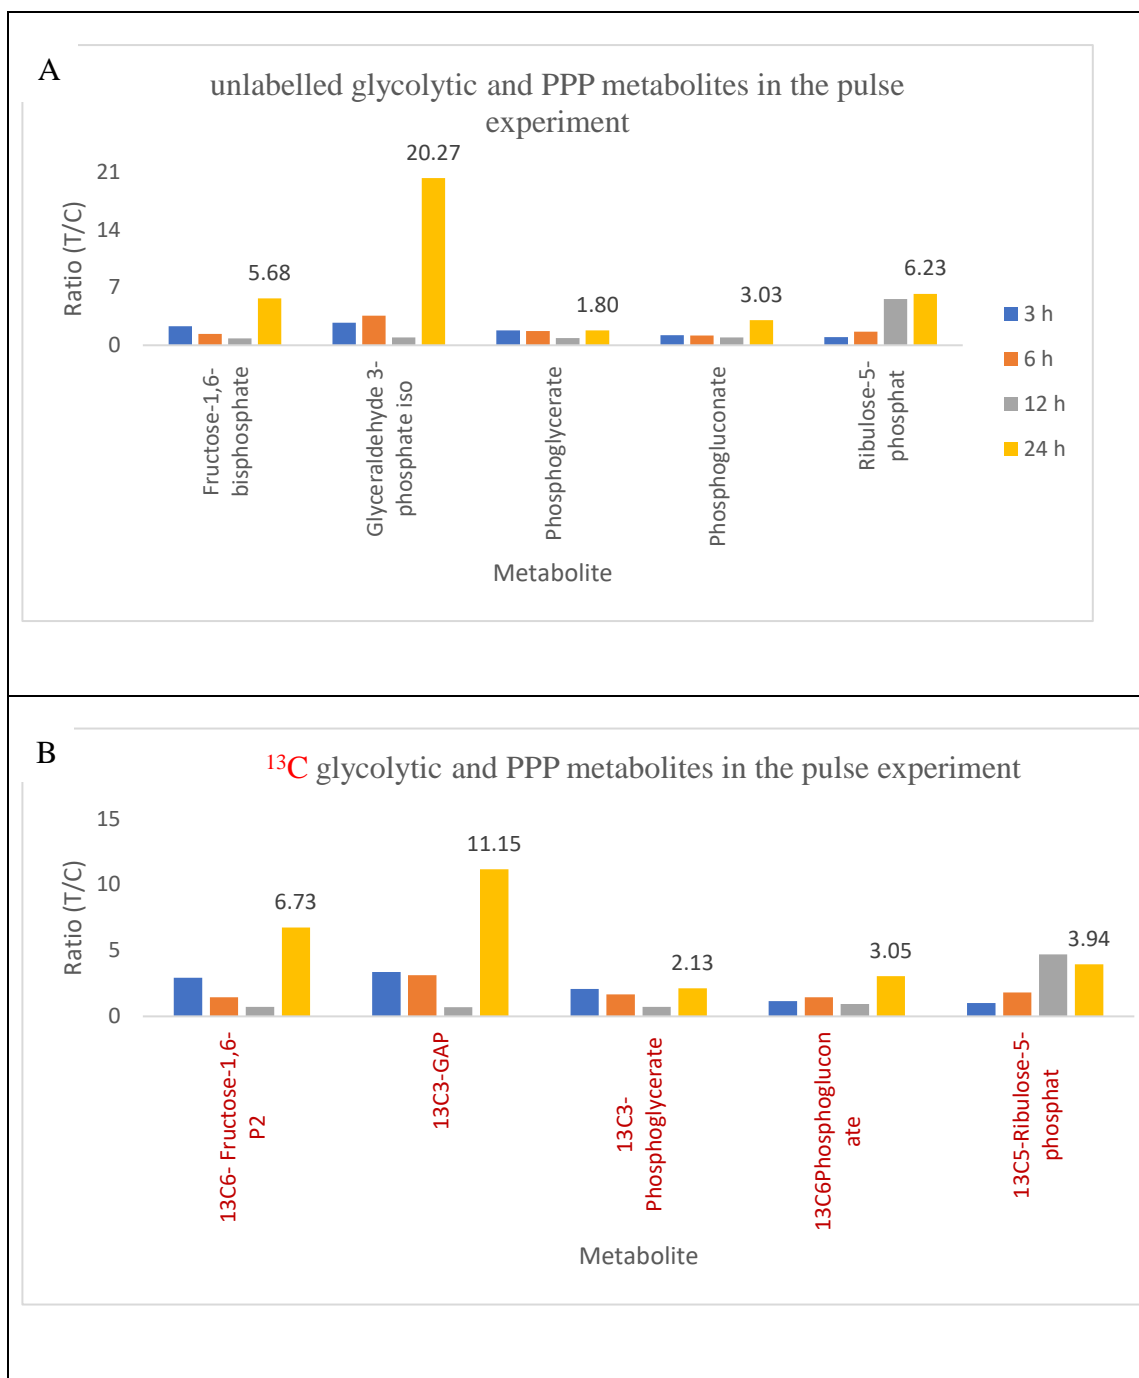 A
unlabelled glycolytic and PPP metabolites in the pulse
experiment
20.27
21
14
7
0
Ratio (T/C)
5.68
1.80
3.03
6.23
3 h
6 h
12 h
24 h
Fructose-1,6-
bisphosphate
Glyceraldehyde 3-
phosphate iso
Phosphoglycerate
Phosphogluconate
Ribulose-5-
phosphat
Metabolite
B
¹³C glycolytic and PPP metabolites in the pulse experiment
15
10
5
0
Ratio (T/C)
6.73
11.15
2.13
3.05
3.94
13C6- Fructose-1,6-
P2
13C3-GAP
13C3-
Phosphoglycerate
13C6Phosphoglucon
ate
13C5-Ribulose-5-
phosphat
Metabolite